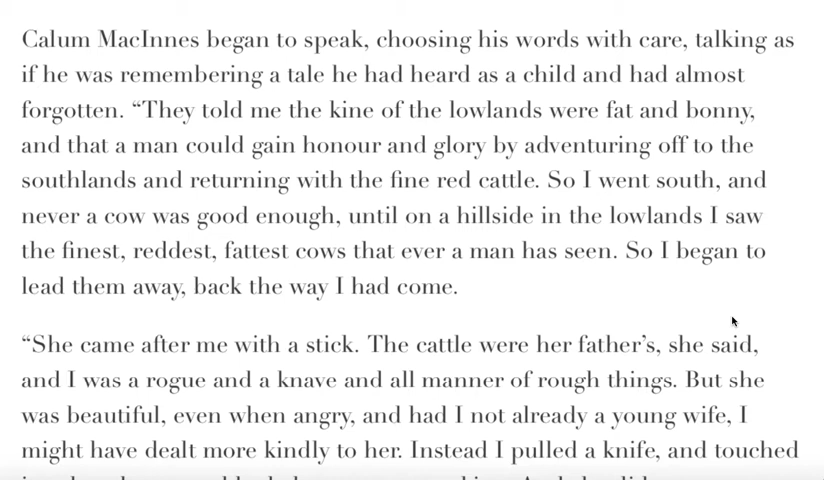 Calum MacInnes began to speak, choosing his words with care, talking as
if he was remembering a tale he had heard as a child and had almost
forgotten. “They told me the kine of the lowlands were fat and bonny,
and that a man could gain honour and glory by adventuring off to the
southlands and returning with the fine red cattle. So I went south, and
never a cow was good enough, until on a hillside in the lowlands I saw
the finest, reddest, fattest cows that ever a man has seen. So I began to
lead them away, back the way I had come.
“She came after me with a stick. The cattle were her father’s, she said,
and I was a rogue and a knave and all manner of rough things. But she
was beautiful, even when angry, and had I not already a young wife, I
might have dealt more kindly to her. Instead I pulled a knife, and touched